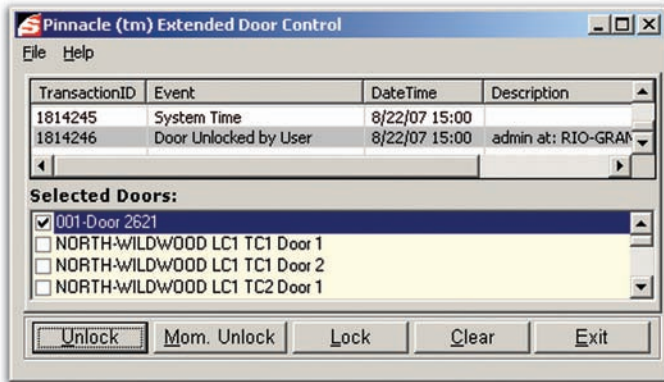 Pinnacle (tm) Extended Door Control
File Help
TransactionID Event DateTime Description
1814245 System Time 8/22/07 15:00
1814246 Door Unlocked by User 8/22/07 15:00 admin at: RIO-GRAN
Selected Doors:
001-Door 2621
NORTH-WILDWOOD LC1 TC1 Door 1
NORTH-WILDWOOD LC1 TC1 Door 2
NORTH-WILDWOOD LC1 TC2 Door 1
Unlock Mom. Unlock Lock Clear Exit